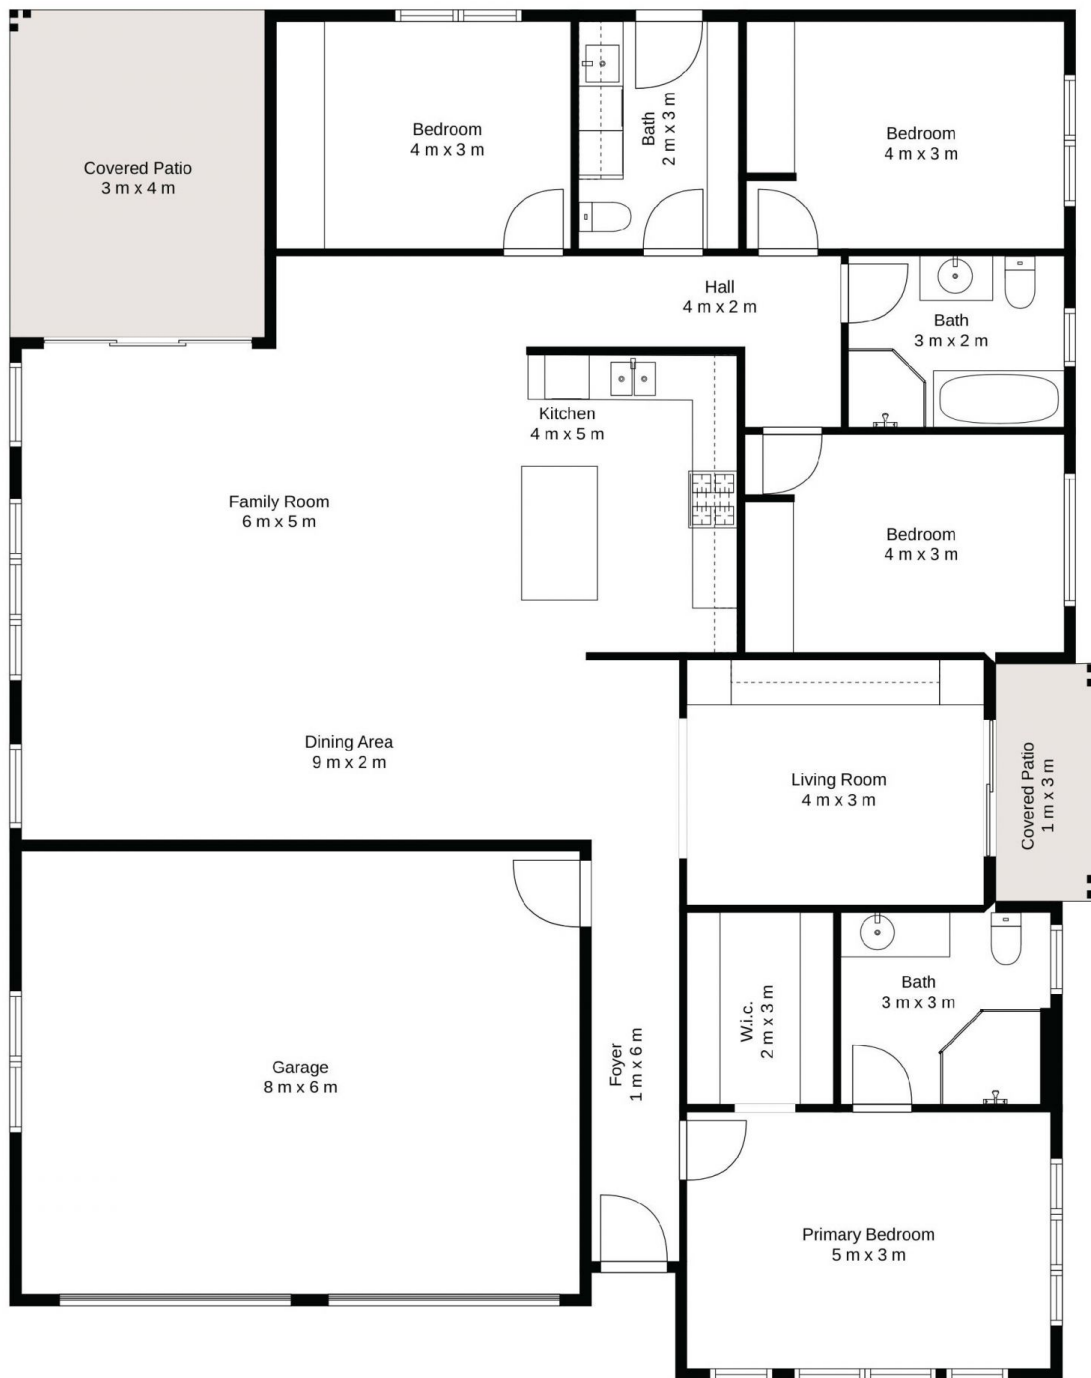 Covered Patio
3 m x 4 m
Bedroom
4 m x 3 m
Bath
2 m x 3 m
Bedroom
4 m x 3 m
Hall
4 m x 2 m
Bath
3 m x 2 m
Kitchen
4 m x 5 m
Family Room
6 m x 5 m
Bedroom
4 m x 3 m
Dining Area
9 m x 2 m
Living Room
4 m x 3 m
Covered Patio
1 m x 3 m
Garage
8 m x 6 m
Foyer
1 m x 6 m
W.i.c.
2 m x 3 m
Bath
3 m x 3 m
Primary Bedroom
5 m x 3 m